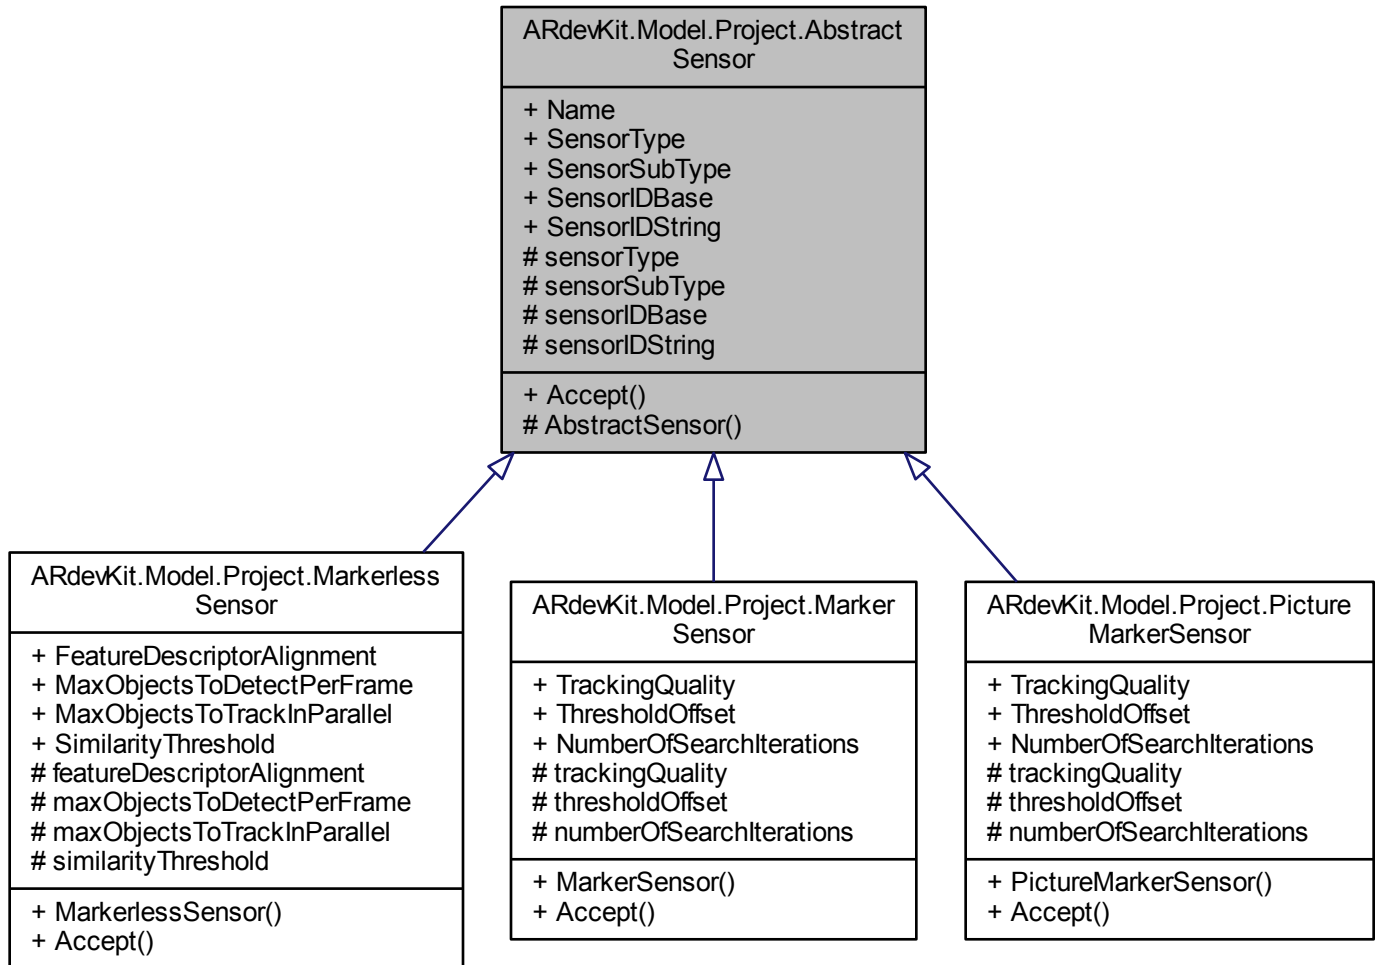 ARdevKit.Model.Project.Abstract
Sensor
+ Name
+ SensorType
+ SensorSubType
+ SensorIDBase
+ SensorIDString
# sensorType
# sensorSubType
# sensorIDBase
# sensorIDString
+ Accept()
# AbstractSensor()
ARdevKit.Model.Project.Markerless
Sensor
+ FeatureDescriptorAlignment
+ MaxObjectsToDetectPerFrame
+ MaxObjectsToTrackInParallel
+ SimilarityThreshold
# featureDescriptorAlignment
# maxObjectsToDetectPerFrame
# maxObjectsToTrackInParallel
# similarityThreshold
+ MarkerlessSensor()
+ Accept()
ARdevKit.Model.Project.Marker
Sensor
+ TrackingQuality
+ ThresholdOffset
+ NumberOfSearchIterations
# trackingQuality
# thresholdOffset
# numberOfSearchIterations
+ MarkerSensor()
+ Accept()
ARdevKit.Model.Project.Picture
MarkerSensor
+ TrackingQuality
+ ThresholdOffset
+ NumberOfSearchIterations
# trackingQuality
# thresholdOffset
# numberOfSearchIterations
+ PictureMarkerSensor()
+ Accept()